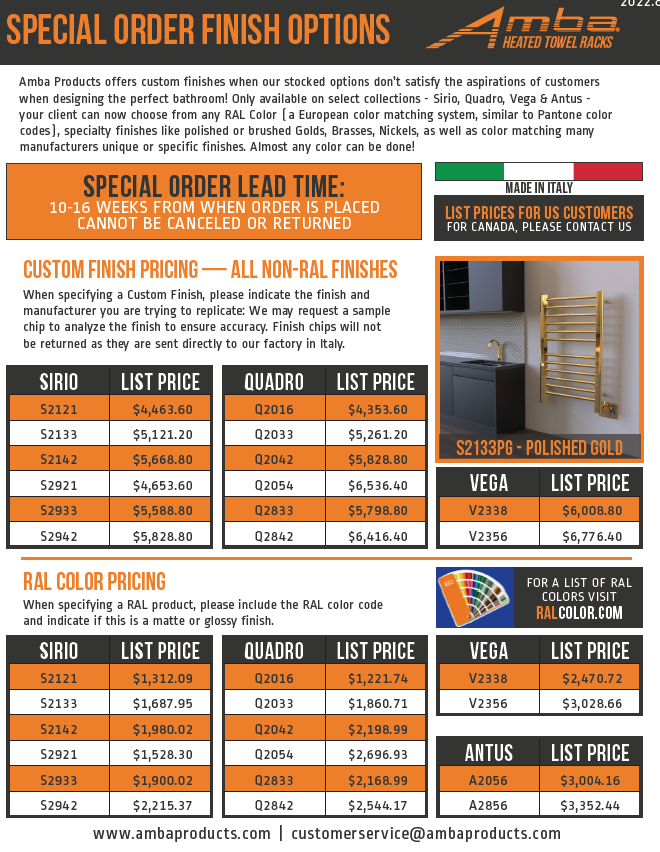 2022.8
SPECIAL ORDER FINISH OPTIONS
Amba®
HEATED TOWEL RACKS
Amba Products offers custom finishes when our stocked options don't satisfy the aspirations of customers
when designing the perfect bathroom! Only available on select collections - Sirio, Quadro, Vega & Antus -
your client can now choose from any RAL Color [a European color matching system, similar to Pantone color
codes], specialty finishes like polished or brushed Golds, Brasses, Nickels, as well as color matching many
manufacturers unique or specific finishes. Almost any color can be done!
SPECIAL ORDER LEAD TIME:
10-16 WEEKS FROM WHEN ORDER IS PLACED
CANNOT BE CANCELED OR RETURNED
MADE IN ITALY
LIST PRICES FOR US CUSTOMERS
FOR CANADA, PLEASE CONTACT US
CUSTOM FINISH PRICING — ALL NON-RAL FINISHES
When specifying a Custom Finish, please indicate the finish and
manufacturer you are trying to replicate: We may request a sample
chip to analyze the finish to ensure accuracy. Finish chips will not
be returned as they are sent directly to our factory in Italy.
SIRIO LIST PRICE
S2121 $4,463.60
S2133 $5,121.20
S2142 $5,668.80
S2921 $4,653.60
S2933 $5,588.80
S2942 $5,828.80
QUADRO LIST PRICE
Q2016 $4,353.60
Q2033 $5,261.20
Q2042 $5,828.80
Q2054 $6,536.40
Q2833 $5,798.80
Q2842 $6,416.40
S2133PG - POLISHED GOLD
VEGA LIST PRICE
V2338 $6,008.80
V2356 $6,776.40
RAL COLOR PRICING
When specifying a RAL product, please include the RAL color code
and indicate if this is a matte or glossy finish.
FOR A LIST OF RAL
COLORS VISIT
RALCOLOR.COM
SIRIO LIST PRICE
S2121 $1,312.09
S2133 $1,687.95
S2142 $1,980.02
S2921 $1,528.30
S2933 $1,900.02
S2942 $2,215.37
QUADRO LIST PRICE
Q2016 $1,221.74
Q2033 $1,860.71
Q2042 $2,198.99
Q2054 $2,696.93
Q2833 $2,168.99
Q2842 $2,544.17
VEGA LIST PRICE
V2338 $2,470.72
V2356 $3,028.66
ANTUS LIST PRICE
A2056 $3,004.16
A2856 $3,352.44
www.ambaproducts.com | customerservice@ambaproducts.com